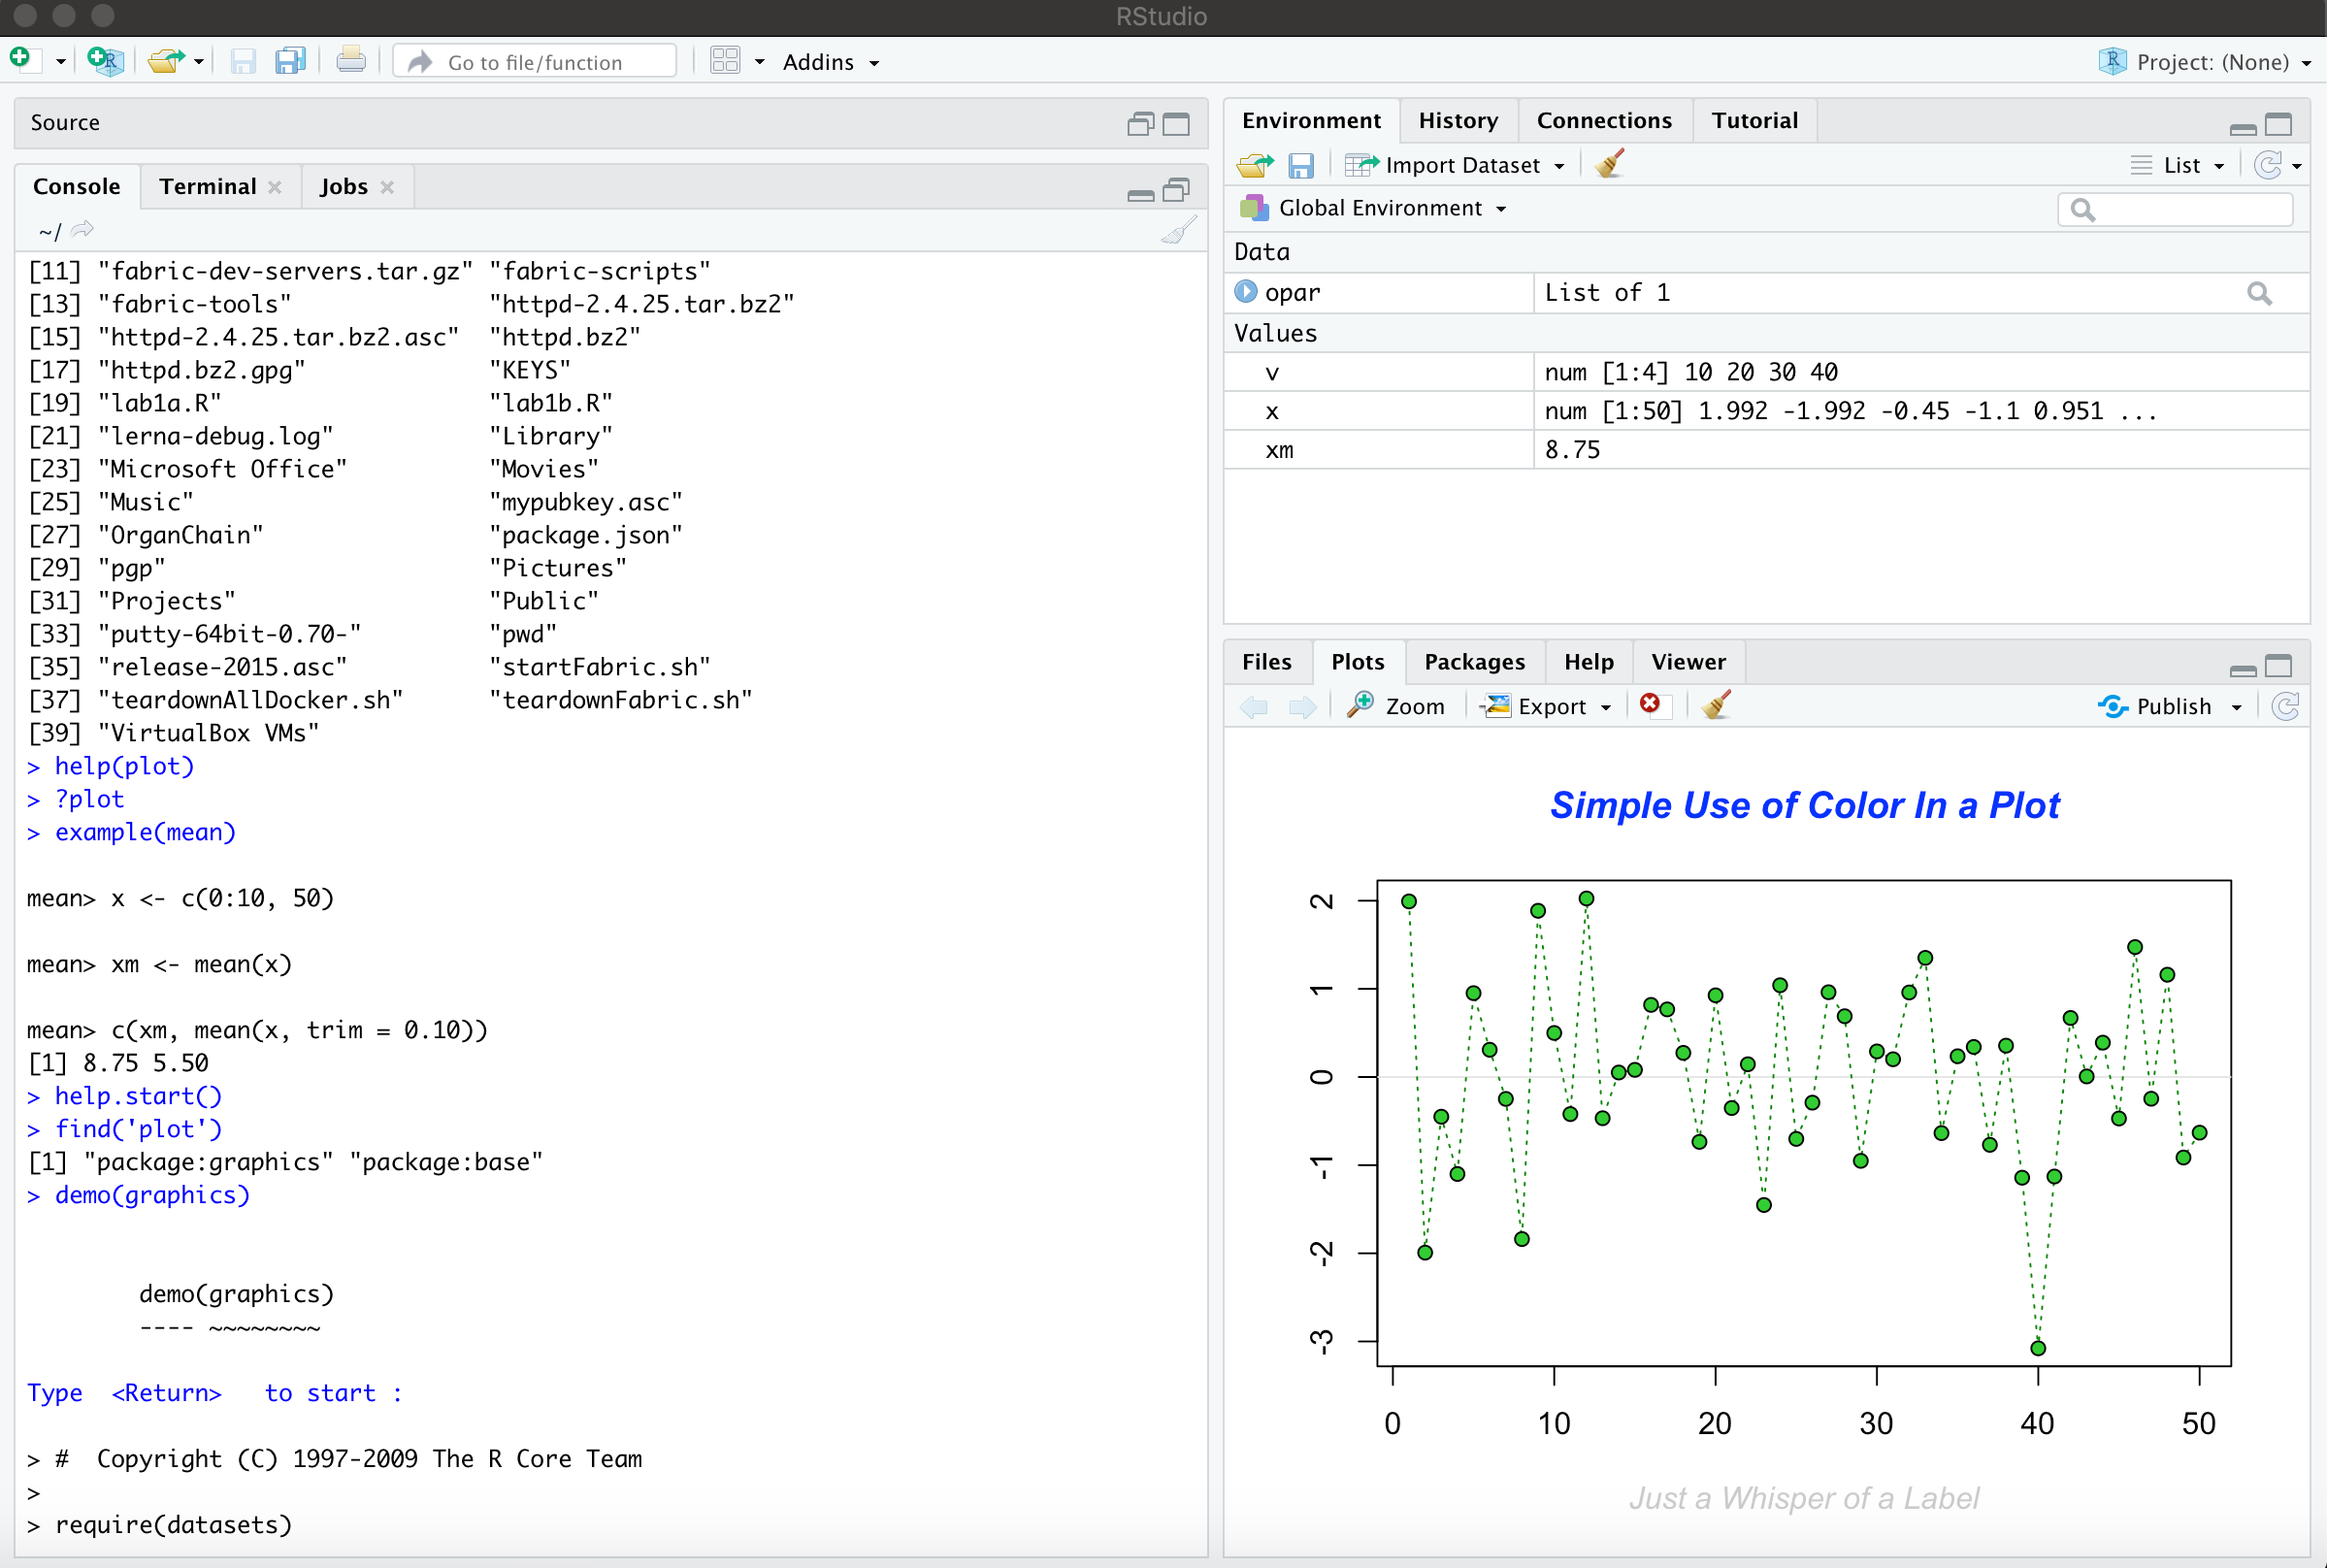 RStudio
Go to file/function
Addins
Project: (None)
Source
Console Terminal Jobs
~/
[11] "fabric-dev-servers.tar.gz" "fabric-scripts"
[13] "fabric-tools" "httpd-2.4.25.tar.bz2"
[15] "httpd-2.4.25.tar.bz2.asc" "httpd.bz2"
[17] "httpd.bz2.gpg" "KEYS"
[19] "lab1a.R" "lab1b.R"
[21] "lerna-debug.log" "Library"
[23] "Microsoft Office" "Movies"
[25] "Music" "mypubkey.asc"
[27] "OrganChain" "package.json"
[29] "pgp" "Pictures"
[31] "Projects" "Public"
[33] "putty-64bit-0.70-" "pwd"
[35] "release-2015.asc" "startFabric.sh"
[37] "teardownAllDocker.sh" "teardownFabric.sh"
[39] "VirtualBox VMs"
> help(plot)
> ?plot
> example(mean)
mean> x <- c(0:10, 50)
mean> xm <- mean(x)
mean> c(xm, mean(x, trim = 0.10))
[1] 8.75 5.50
> help.start()
> find('plot')
[1] "package:graphics" "package:base"
> demo(graphics)
demo(graphics)
---- ~~~~~~~~
Type <Return> to start :
> # Copyright (C) 1997-2009 The R Core Team
>
> require(datasets)
Environment History Connections Tutorial
Import Dataset List
Global Environment
Data
opar List of 1
Values
v num [1:4] 10 20 30 40
x num [1:50] 1.992 -1.992 -0.45 -1.1 0.951 ...
xm 8.75
Files Plots Packages Help Viewer
Zoom Export Publish
Simple Use of Color In a Plot
2
1
0
-1
-2
-3
0 10 20 30 40 50
Just a Whisper of a Label